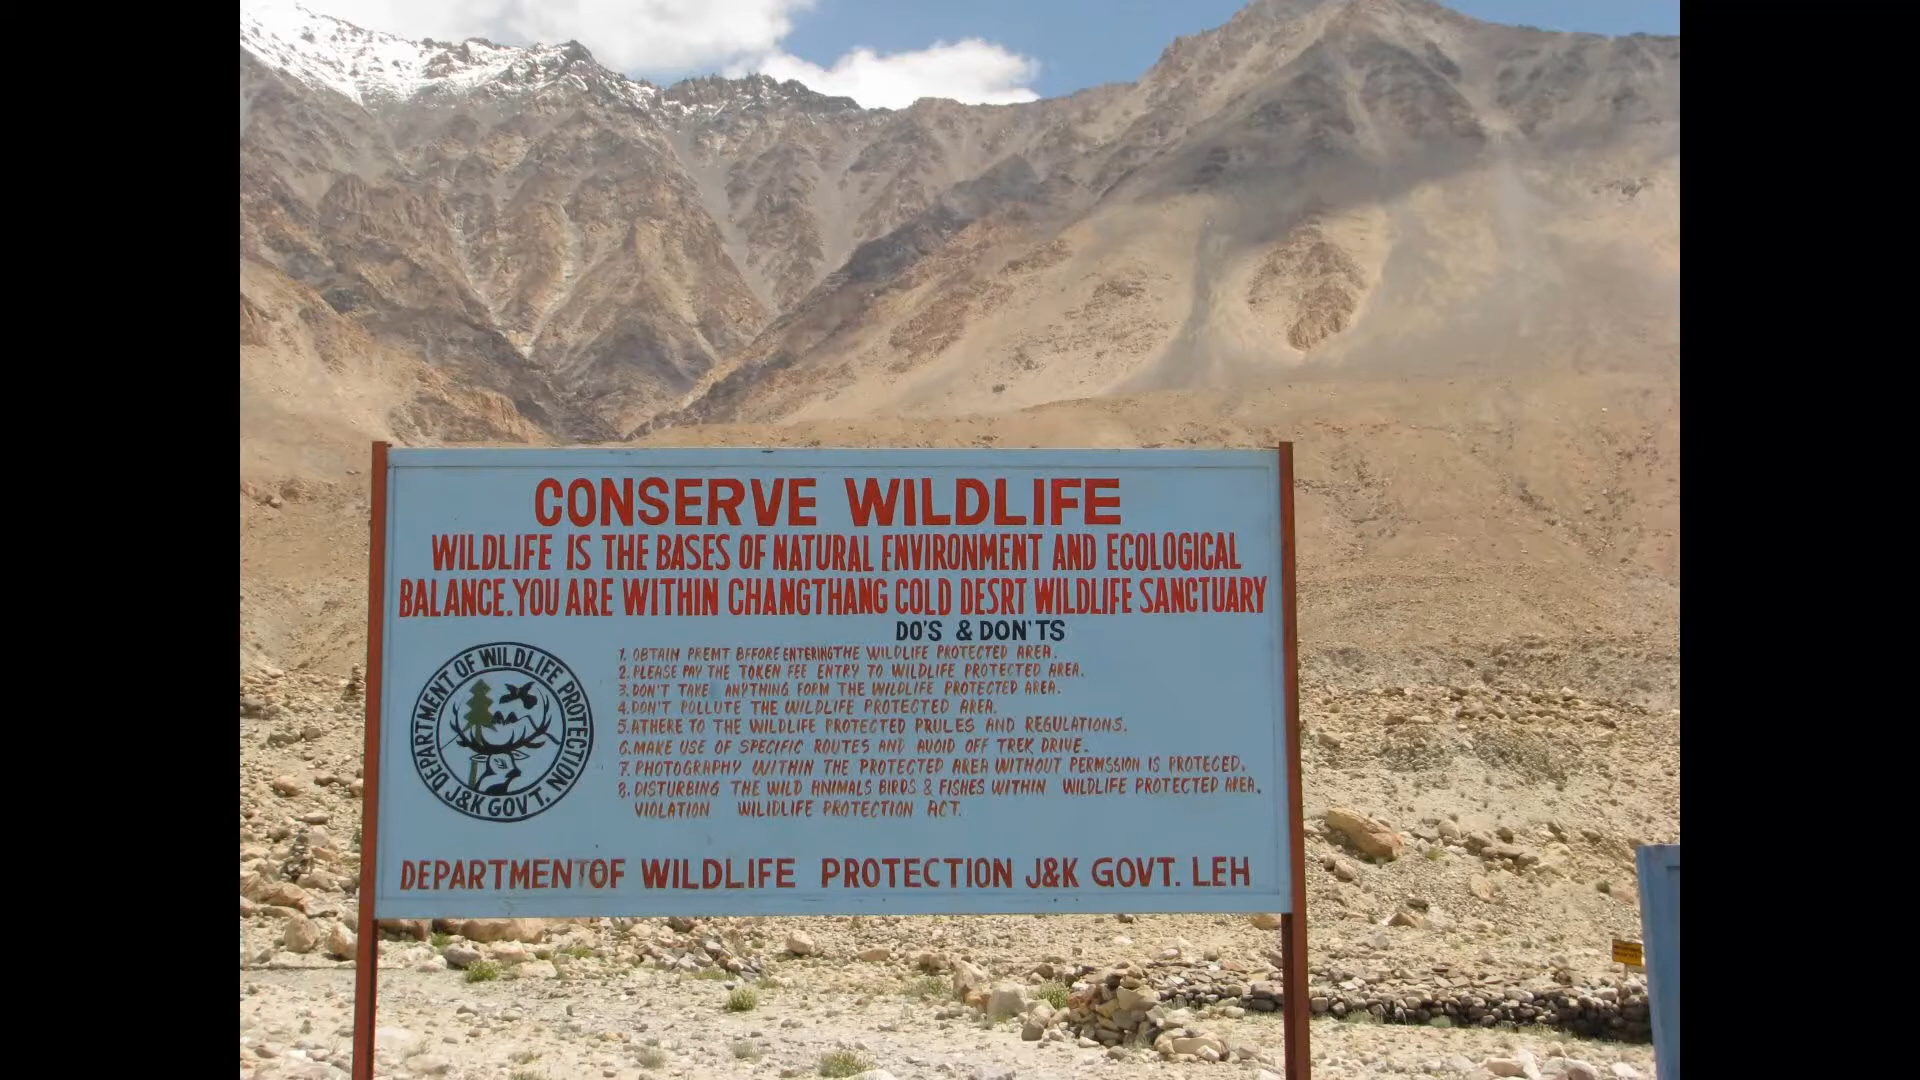 CONSERVE WILDLIFE
WILDLIFE IS THE BASES OF NATURAL ENVIRONMENT AND ECOLOGICAL
BALANCE. YOU ARE WITHIN CHANGTHANG COLD DESRT WILDLIFE SANCTUARY
DO'S & DON'TS
1. OBTAIN PREMT BFFORE ENTERINGTHE WILDLIFE PROTECTED AREA.
2. PLEASE PAY THE TOKEN FEE ENTRY TO WILDLIFE PROTECTED AREA.
3. DON'T TAKE ANYTHING FORM THE WILDLIFE PROTECTED AREA.
4. DON'T POLLUTE THE WILDLIFE PROTECTED AREA.
5. ATHERE TO THE WILDLIFE PROTECTED PRULES AND REGULATIONS.
6. MAKE USE OF SPECIFIC ROUTES AND AVOID OFF TREK DRIVE.
7. PHOTOGRAPHY WITHIN THE PROTECTED AREA WITHOUT PERMSSION IS PROTECED.
8. DISTURBING THE WILD ANIMALS BIRDS & FISHES WITHIN WILDLIFE PROTECTED AREA.
VIOLATION WILIDLIFE PROTECTION ACT.
DEPARTMENT OF WILDLIFE PROTECTION
J&K GOVT.
DEPARTMENTOF WILDLIFE PROTECTION J&K GOVT. LEH